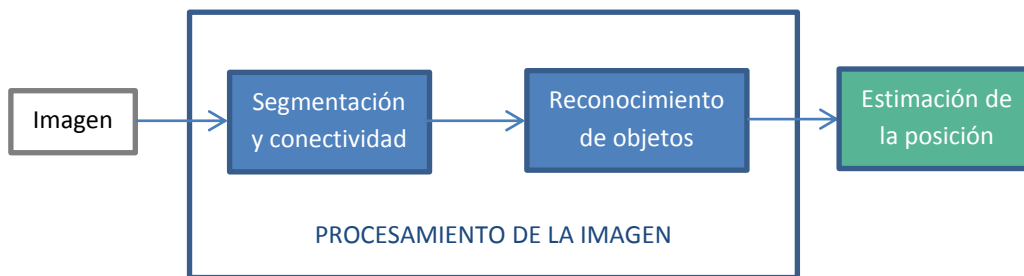 Imagen
Segmentación
y conectividad
Reconocimiento
de objetos
Estimación de
la posición
PROCESAMIENTO DE LA IMAGEN